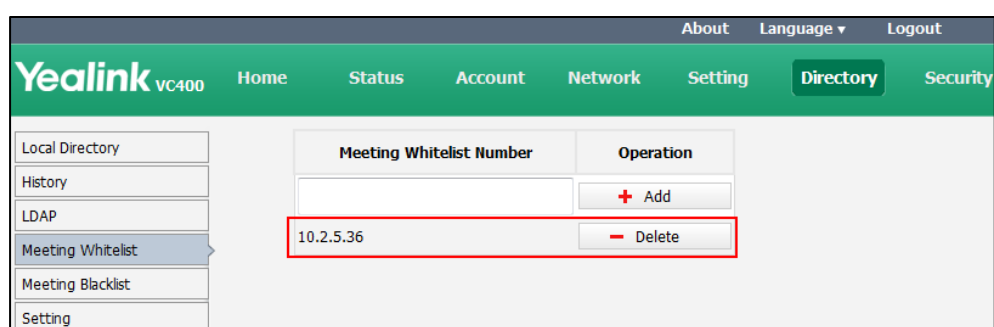 About Language ▾ Logout
Yealink VC400 Home Status Account Network Setting Directory Security
Local Directory
Meeting Whitelist Number Operation
History
+ Add
LDAP
10.2.5.36 − Delete
Meeting Whitelist
Meeting Blacklist
Setting